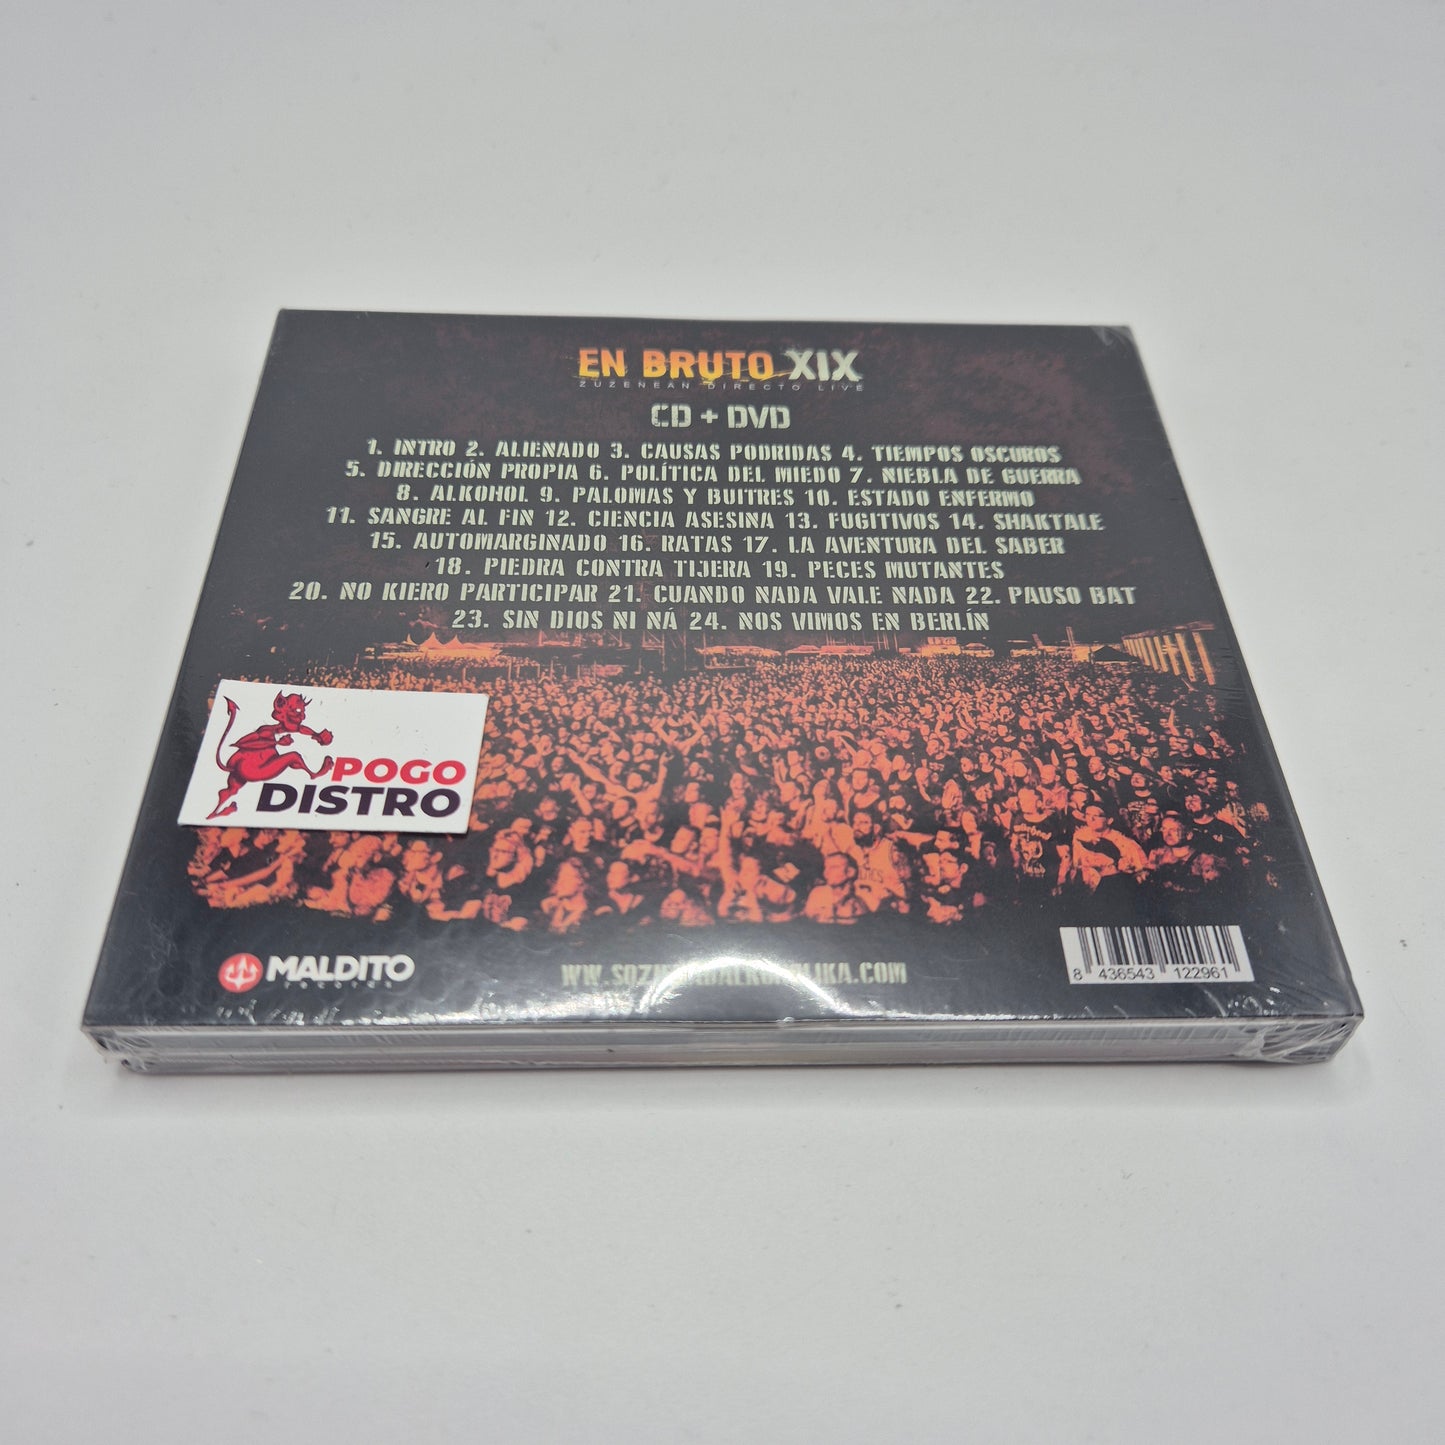 EN BRUTO XIX
ZUZENEAN DIRECTO LIVE
CD + DVD
1. INTRO 2. ALIENADO 3. CAUSAS PODRIDAS 4. TIEMPOS OSCUROS
5. DIRECCIÓN PROPIA 6. POLÍTICA DEL MIEDO 7. NIEBLA DE GUERRA
8. ALKOHOL 9. PALOMAS Y BUITRES 10. ESTADO ENFERMO
11. SANGRE AL FIN 12. CIENCIA ASESINA 13. FUGITIVOS 14. SHAKTALE
15. AUTOMARGINADO 16. RATAS 17. LA AVENTURA DEL SABER
18. PIEDRA CONTRA TIJERA 19. PECES MUTANTES
20. NO KIERO PARTICIPAR 21. CUANDO NADA VALE NADA 22. PAUSO BAT
23. SIN DIOS NI NÁ 24. NOS VIMOS EN BERLÍN
POGO
DISTRO
MALDITO
RECORDS
8 436543 122961